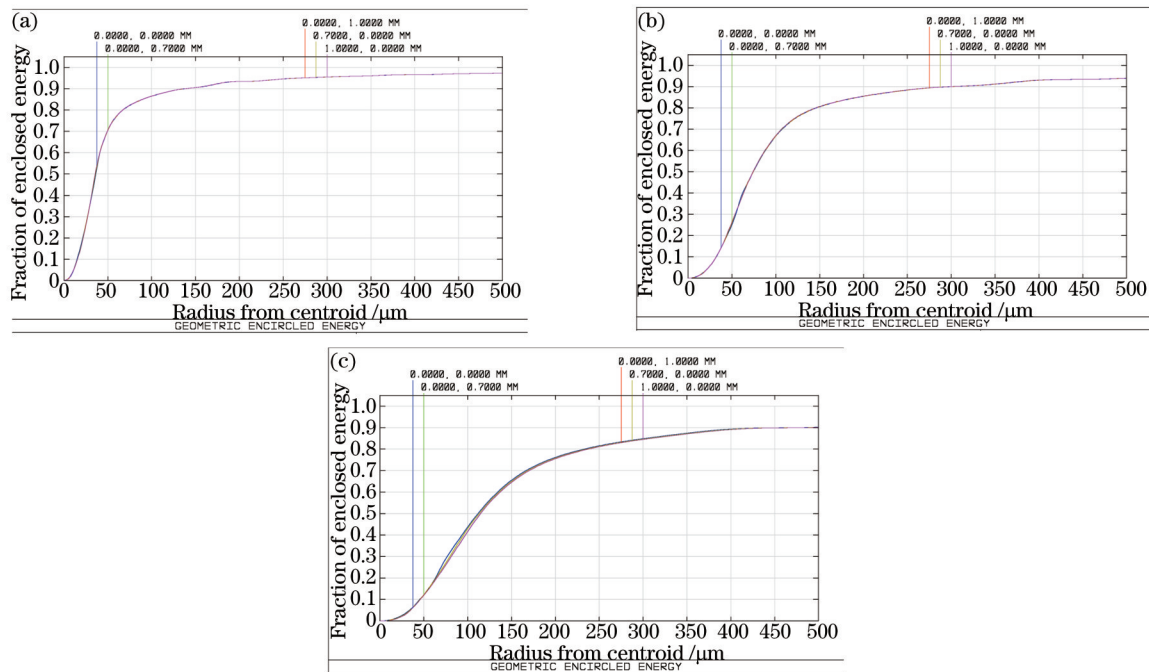 (a)
0.0000, 1.0000 MM
0.0000, 0.0000 MM
0.7000, 0.0000 MM
0.0000, 0.7000 MM
1.0000, 0.0000 MM
Fraction of enclosed energy
1.0
0.9
0.8
0.7
0.6
0.5
0.4
0.3
0.2
0.1
0
0 50 100 150 200 250 300 350 400 450 500
Radius from centroid /μm
GEOMETRIC ENCIRCLED ENERGY
(b)
0.0000, 1.0000 MM
0.0000, 0.0000 MM
0.7000, 0.0000 MM
0.0000, 0.7000 MM
1.0000, 0.0000 MM
Fraction of enclosed energy
1.0
0.9
0.8
0.7
0.6
0.5
0.4
0.3
0.2
0.1
0
0 50 100 150 200 250 300 350 400 450 500
Radius from centroid /μm
GEOMETRIC ENCIRCLED ENERGY
(c)
0.0000, 1.0000 MM
0.0000, 0.0000 MM
0.7000, 0.0000 MM
0.0000, 0.7000 MM
1.0000, 0.0000 MM
Fraction of enclosed energy
1.0
0.9
0.8
0.7
0.6
0.5
0.4
0.3
0.2
0.1
0
0 50 100 150 200 250 300 350 400 450 500
Radius from centroid /μm
GEOMETRIC ENCIRCLED ENERGY